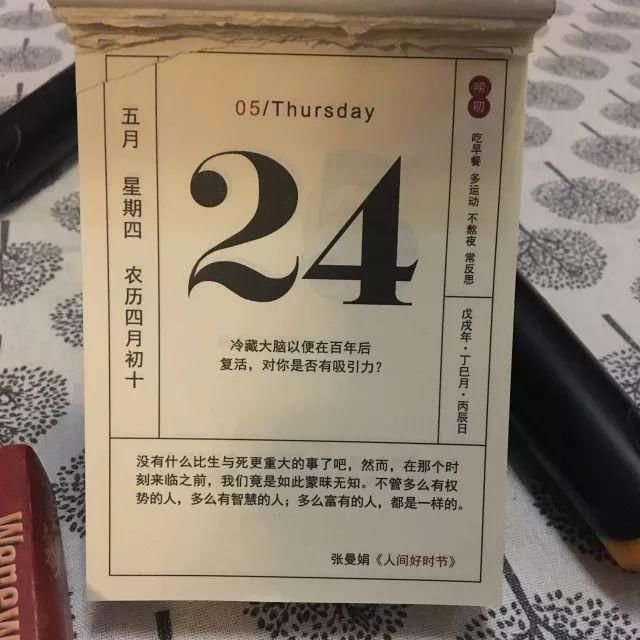 05/Thursday
24
五月 星期四 农历四月初十
唠叨
吃早餐 多运动 不熬夜 常反思
戊戌年·丁巳月·丙辰日
冷藏大脑以便在百年后
复活，对你是否有吸引力？
没有什么比生与死更重大的事了吧，然而，在那个时
刻来临之前，我们竟是如此蒙昧无知。不管多么有权
势的人，多么有智慧的人；多么富有的人，都是一样的。
张曼娟《人间好时节》